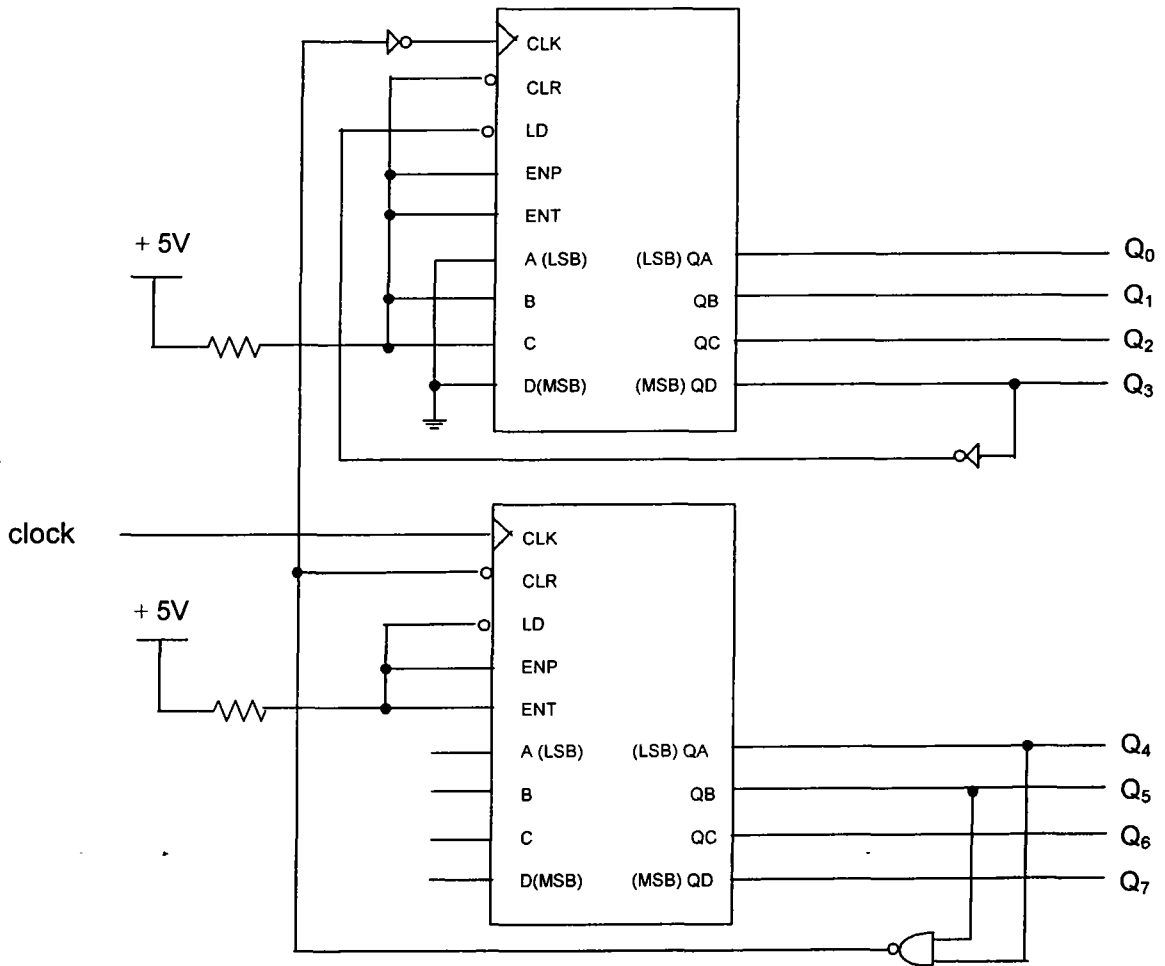 CLK
CLR
LD
ENP
ENT
+ 5V
A (LSB) (LSB) QA Q₀
B QB Q₁
C QC Q₂
D(MSB) (MSB) QD Q₃
clock
CLK
CLR
+ 5V
LD
ENP
ENT
A (LSB) (LSB) QA Q₄
B QB Q₅
C QC Q₆
D(MSB) (MSB) QD Q₇